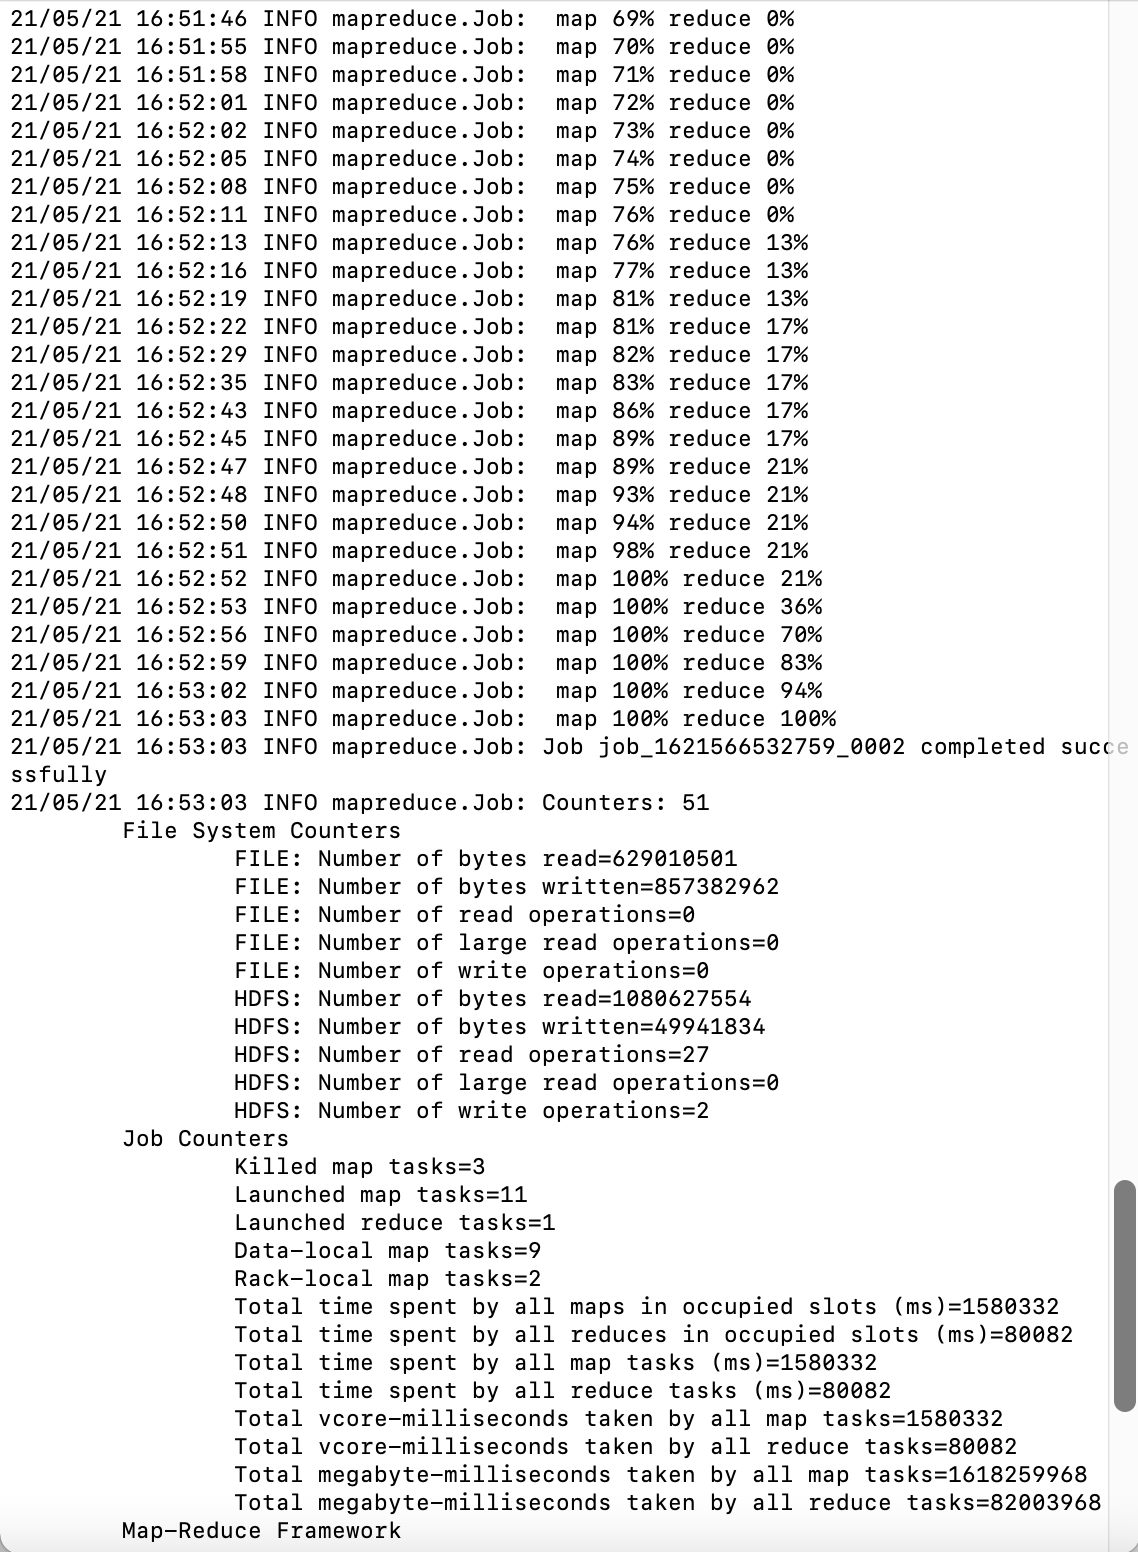 21/05/21 16:51:46 INFO mapreduce.Job:  map 69% reduce 0%
21/05/21 16:51:55 INFO mapreduce.Job:  map 70% reduce 0%
21/05/21 16:51:58 INFO mapreduce.Job:  map 71% reduce 0%
21/05/21 16:52:01 INFO mapreduce.Job:  map 72% reduce 0%
21/05/21 16:52:02 INFO mapreduce.Job:  map 73% reduce 0%
21/05/21 16:52:05 INFO mapreduce.Job:  map 74% reduce 0%
21/05/21 16:52:08 INFO mapreduce.Job:  map 75% reduce 0%
21/05/21 16:52:11 INFO mapreduce.Job:  map 76% reduce 0%
21/05/21 16:52:13 INFO mapreduce.Job:  map 76% reduce 13%
21/05/21 16:52:16 INFO mapreduce.Job:  map 77% reduce 13%
21/05/21 16:52:19 INFO mapreduce.Job:  map 81% reduce 13%
21/05/21 16:52:22 INFO mapreduce.Job:  map 81% reduce 17%
21/05/21 16:52:29 INFO mapreduce.Job:  map 82% reduce 17%
21/05/21 16:52:35 INFO mapreduce.Job:  map 83% reduce 17%
21/05/21 16:52:43 INFO mapreduce.Job:  map 86% reduce 17%
21/05/21 16:52:45 INFO mapreduce.Job:  map 89% reduce 17%
21/05/21 16:52:47 INFO mapreduce.Job:  map 89% reduce 21%
21/05/21 16:52:48 INFO mapreduce.Job:  map 93% reduce 21%
21/05/21 16:52:50 INFO mapreduce.Job:  map 94% reduce 21%
21/05/21 16:52:51 INFO mapreduce.Job:  map 98% reduce 21%
21/05/21 16:52:52 INFO mapreduce.Job:  map 100% reduce 21%
21/05/21 16:52:53 INFO mapreduce.Job:  map 100% reduce 36%
21/05/21 16:52:56 INFO mapreduce.Job:  map 100% reduce 70%
21/05/21 16:52:59 INFO mapreduce.Job:  map 100% reduce 83%
21/05/21 16:53:02 INFO mapreduce.Job:  map 100% reduce 94%
21/05/21 16:53:03 INFO mapreduce.Job:  map 100% reduce 100%
21/05/21 16:53:03 INFO mapreduce.Job: Job job_1621566532759_0002 completed succe
ssfully
21/05/21 16:53:03 INFO mapreduce.Job: Counters: 51
File System Counters
FILE: Number of bytes read=629010501
FILE: Number of bytes written=857382962
FILE: Number of read operations=0
FILE: Number of large read operations=0
FILE: Number of write operations=0
HDFS: Number of bytes read=1080627554
HDFS: Number of bytes written=49941834
HDFS: Number of read operations=27
HDFS: Number of large read operations=0
HDFS: Number of write operations=2
Job Counters
Killed map tasks=3
Launched map tasks=11
Launched reduce tasks=1
Data-local map tasks=9
Rack-local map tasks=2
Total time spent by all maps in occupied slots (ms)=1580332
Total time spent by all reduces in occupied slots (ms)=80082
Total time spent by all map tasks (ms)=1580332
Total time spent by all reduce tasks (ms)=80082
Total vcore-milliseconds taken by all map tasks=1580332
Total vcore-milliseconds taken by all reduce tasks=80082
Total megabyte-milliseconds taken by all map tasks=1618259968
Total megabyte-milliseconds taken by all reduce tasks=82003968
Map-Reduce Framework